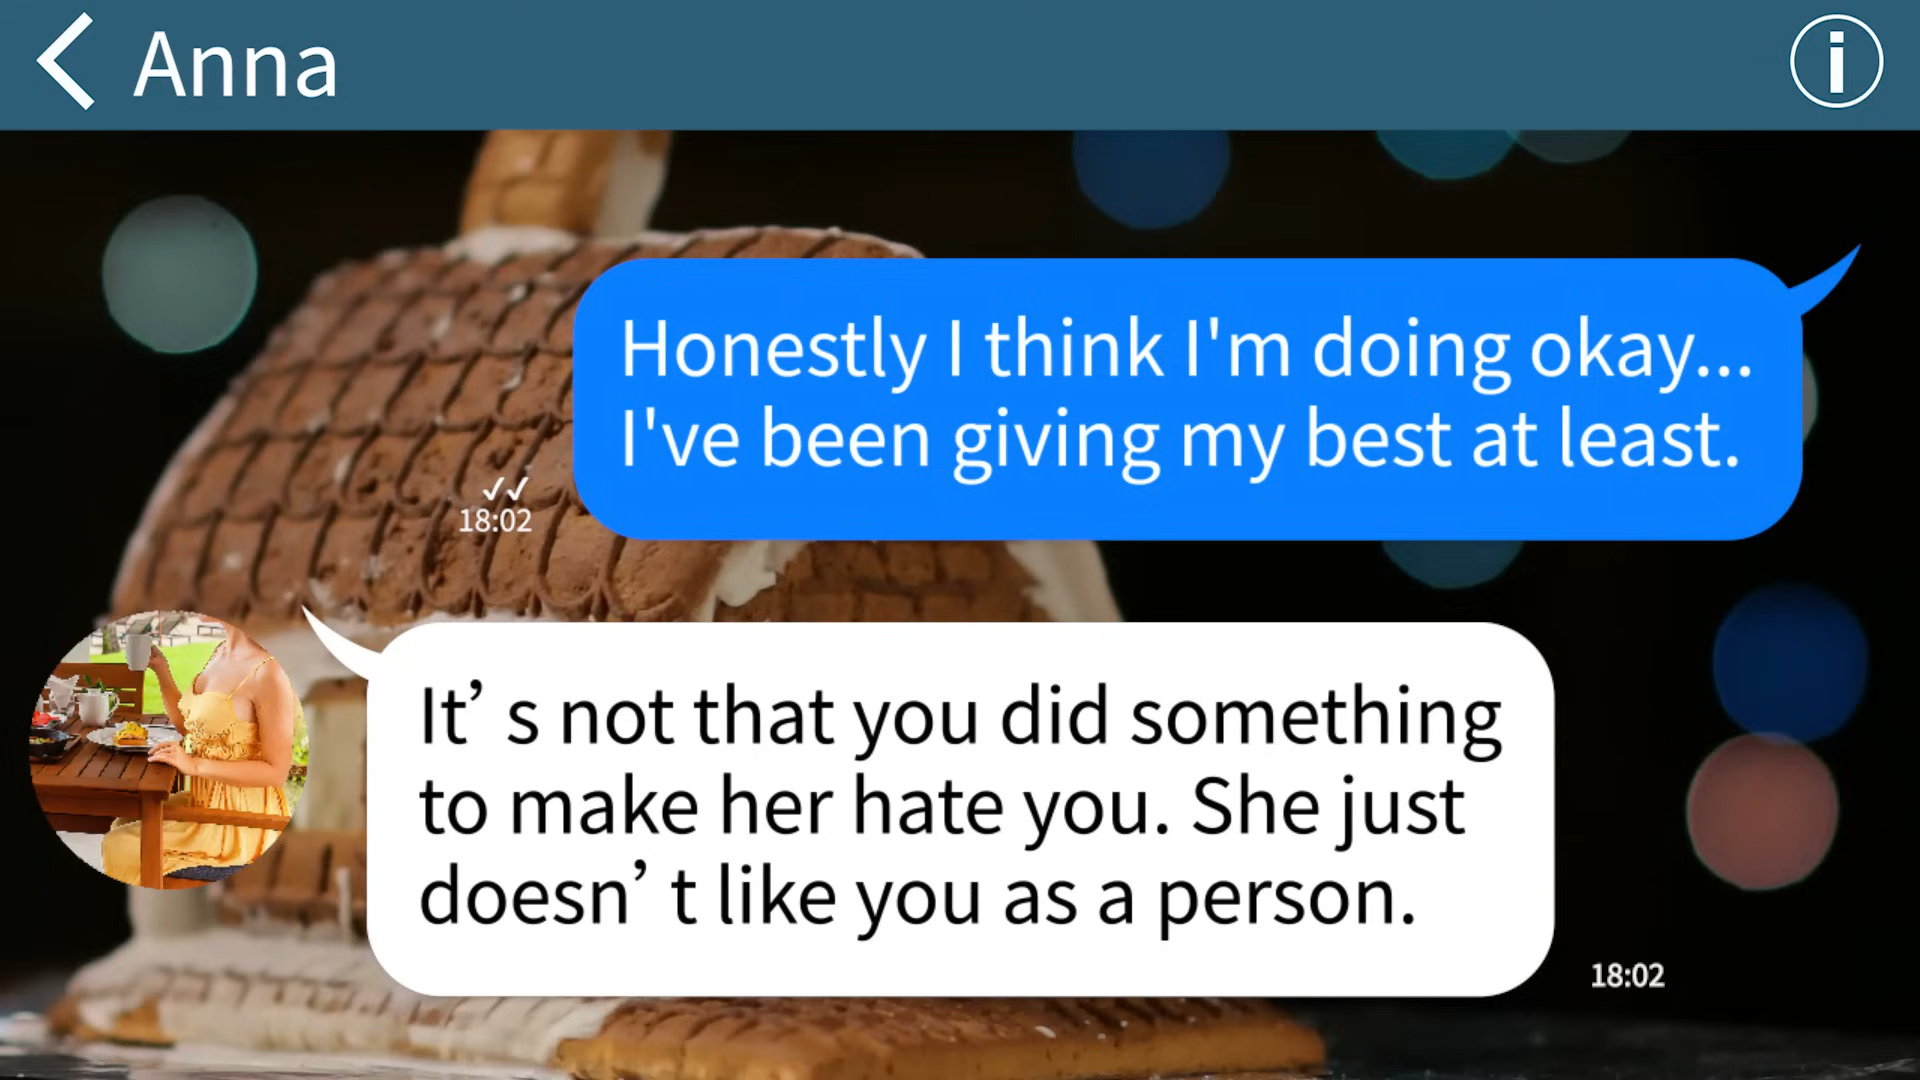 Anna
Honestly I think I'm doing okay...
I've been giving my best at least.
✓✓
18:02
It’s not that you did something
to make her hate you. She just
doesn’t like you as a person.
18:02